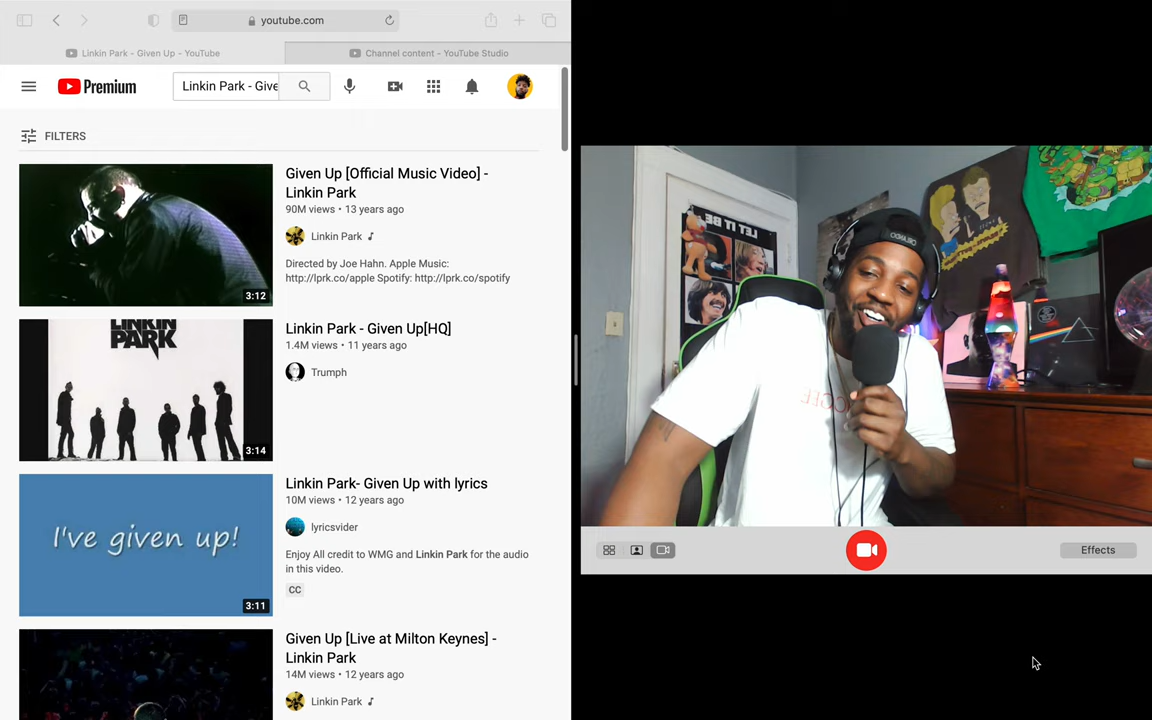 youtube.com
Linkin Park - Given Up - YouTube
Channel content - YouTube Studio
Premium
Linkin Park - Give
FILTERS
Given Up [Official Music Video] -
Linkin Park
90M views • 13 years ago
Linkin Park
Directed by Joe Hahn. Apple Music:
http://lprk.co/apple Spotify: http://lprk.co/spotify
3:12
LINKIN
PARK
Linkin Park - Given Up[HQ]
1.4M views • 11 years ago
Trumph
3:14
I've given up!
Linkin Park- Given Up with lyrics
10M views • 12 years ago
lyricsvider
Enjoy All credit to WMG and Linkin Park for the audio
in this video.
CC
3:11
Given Up [Live at Milton Keynes] -
Linkin Park
14M views • 12 years ago
Linkin Park
LET IT BE
Effects